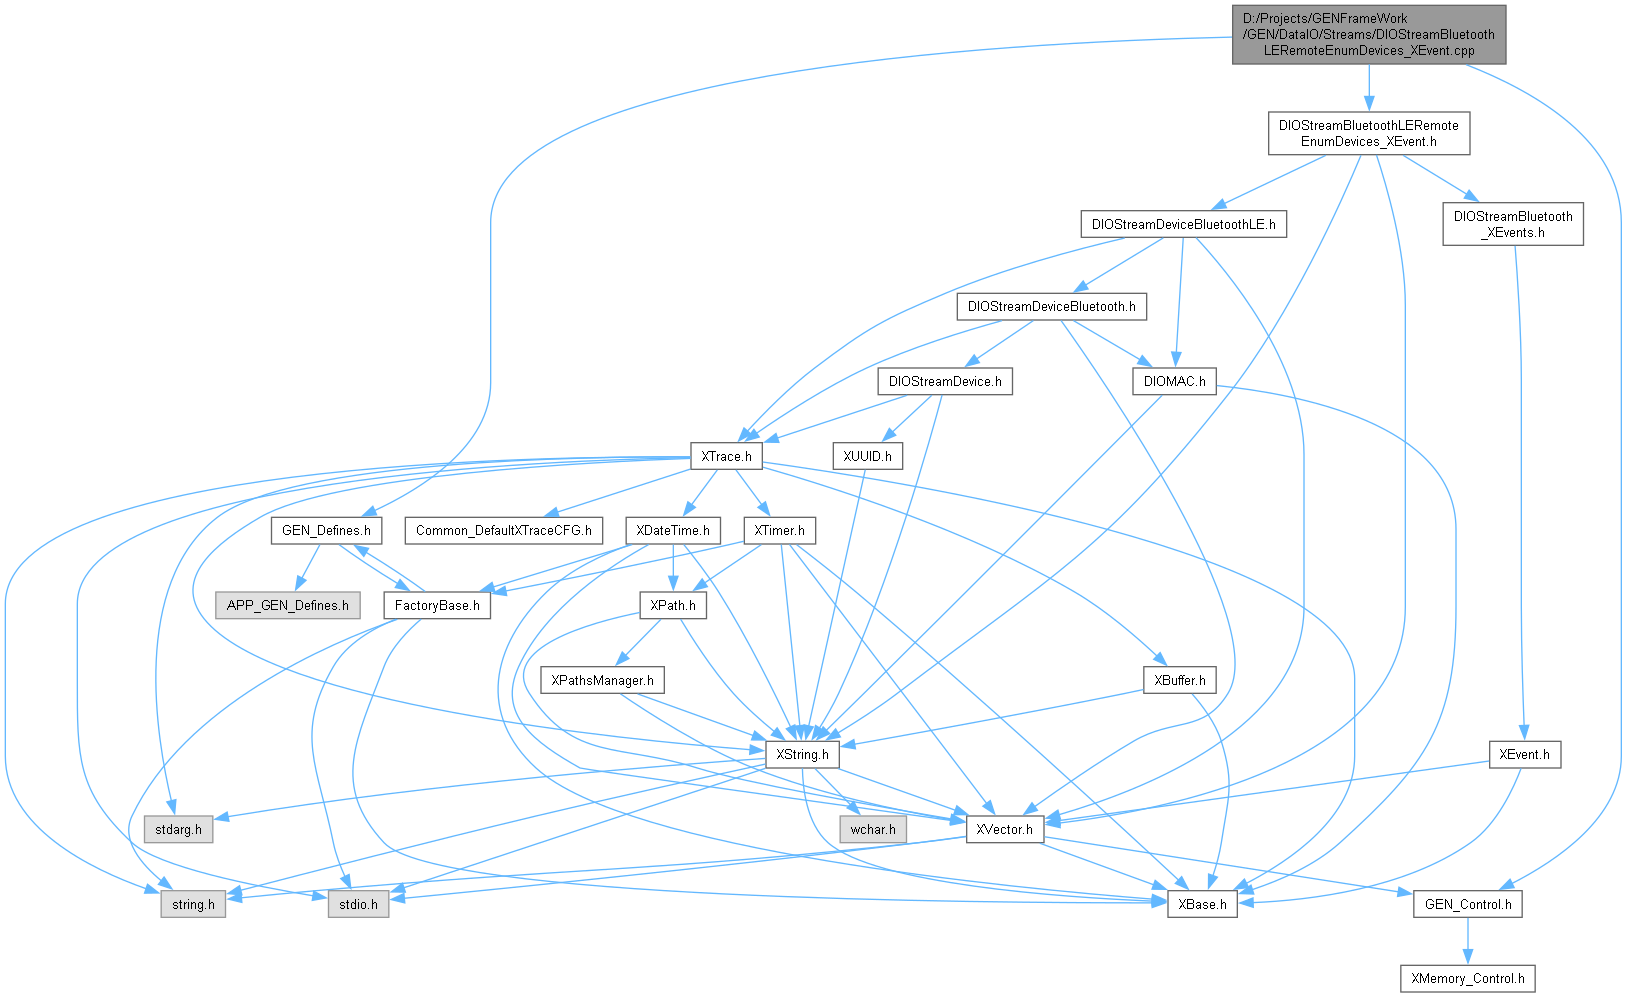 D:/Projects/GENFrameWork
/GEN/DataIO/Streams/DIOStreamBluetooth
LERemoteEnumDevices_XEvent.cpp
DIOStreamBluetoothLERemote
EnumDevices_XEvent.h
DIOStreamDeviceBluetoothLE.h
DIOStreamBluetooth
_XEvents.h
DIOStreamDeviceBluetooth.h
DIOStreamDevice.h
DIOMAC.h
XTrace.h
XUUID.h
GEN_Defines.h
Common_DefaultXTraceCFG.h
XDateTime.h
XTimer.h
APP_GEN_Defines.h
FactoryBase.h
XPath.h
XPathsManager.h
XBuffer.h
XString.h
XEvent.h
stdarg.h
wchar.h
XVector.h
string.h
stdio.h
XBase.h
GEN_Control.h
XMemory_Control.h